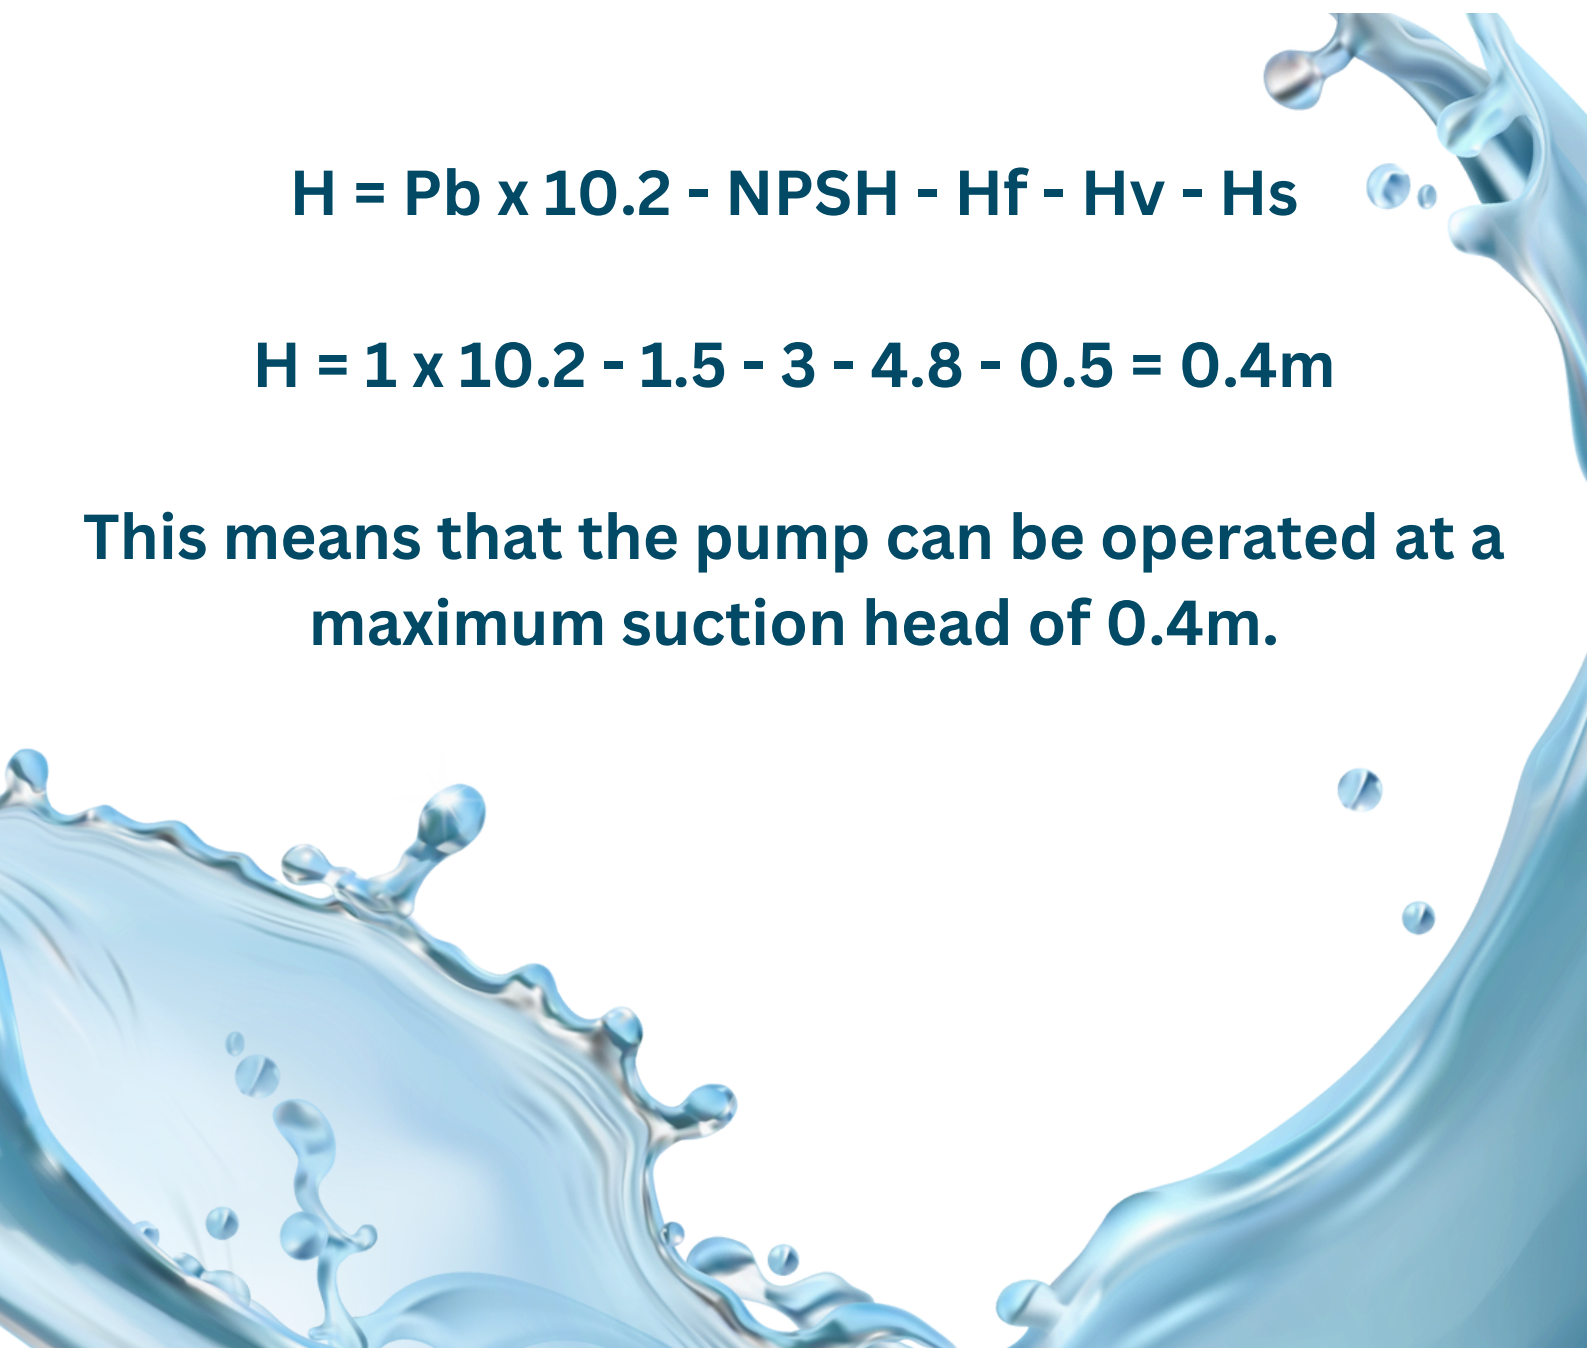 H = Pb x 10.2 - NPSH - Hf - Hv - Hs
H = 1 x 10.2 - 1.5 - 3 - 4.8 - 0.5 = 0.4m
This means that the pump can be operated at a
maximum suction head of 0.4m.